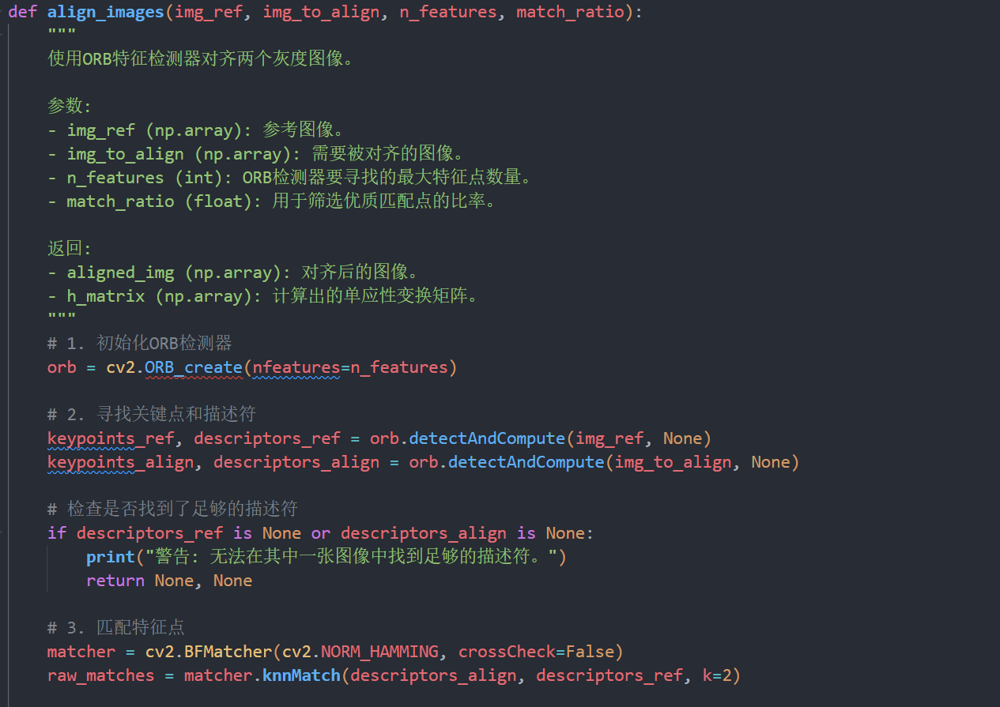 def align_images(img_ref, img_to_align, n_features, match_ratio):
    """
    使用ORB特征检测器对齐两个灰度图像。

    参数:
    - img_ref (np.array): 参考图像。
    - img_to_align (np.array): 需要被对齐的图像。
    - n_features (int): ORB检测器要寻找的最大特征点数量。
    - match_ratio (float): 用于筛选优质匹配点的比率。

    返回:
    - aligned_img (np.array): 对齐后的图像。
    - h_matrix (np.array): 计算出的单应性变换矩阵。
    """
    # 1. 初始化ORB检测器
    orb = cv2.ORB_create(nfeatures=n_features)

    # 2. 寻找关键点和描述符
    keypoints_ref, descriptors_ref = orb.detectAndCompute(img_ref, None)
    keypoints_align, descriptors_align = orb.detectAndCompute(img_to_align, None)

    # 检查是否找到了足够的描述符
    if descriptors_ref is None or descriptors_align is None:
        print("警告: 无法在其中一张图像中找到足够的描述符。")
        return None, None

    # 3. 匹配特征点
    matcher = cv2.BFMatcher(cv2.NORM_HAMMING, crossCheck=False)
    raw_matches = matcher.knnMatch(descriptors_align, descriptors_ref, k=2)